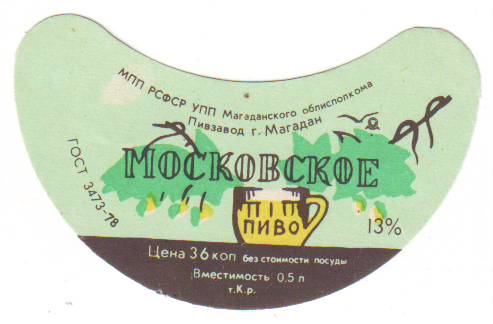 МПП РСФСР УПП Магаданского облисполкома
Пивзавод г. Магадан
ГОСТ 3473-78
МОСКОВСКОЕ
ПИВО
13%
Цена 36 коп без стоимости посуды
Вместимость 0,5 л
т.К.р.